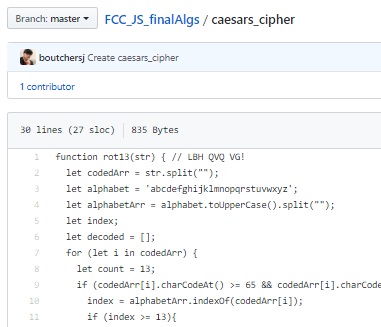 Branch: master
FCC_JS_finalAlgs / caesars_cipher
boutchersj Create caesars_cipher
1 contributor
30 lines (27 sloc) 835 Bytes
1 function rot13(str) { // LBH QVQ VG!
2 let codedArr = str.split("");
3 let alphabet = 'abcdefghijklmnopqrstuvwxyz';
4 let alphabetArr = alphabet.toUpperCase().split("");
5 let index;
6 let decoded = [];
7 for (let i in codedArr) {
8 let count = 13;
9 if (codedArr[i].charCodeAt() >= 65 && codedArr[i].charCode
10 index = alphabetArr.indexOf(codedArr[i]);
11 if (index >= 13){